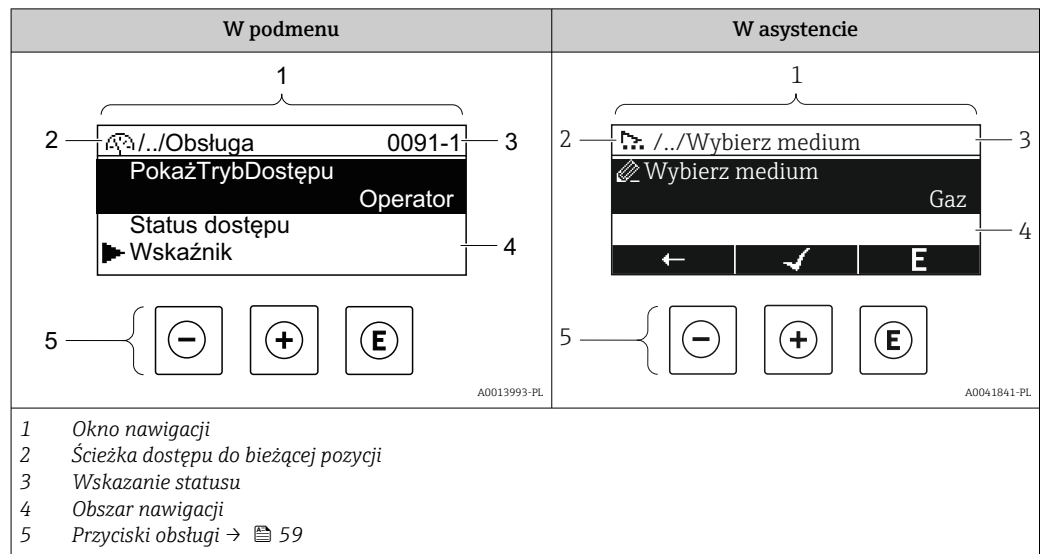 W podmenu
W asystencie
1
2
/../Obsługa 0091-1
3
PokażTrybDostępu
Operator
Status dostępu
Wskaźnik
4
5
- + E
A0013993-PL
1
2
/../Wybierz medium
3
Wybierz medium
Gaz
4
← ✓ E
5
- + E
A0041841-PL
1 Okno nawigacji
2 Ścieżka dostępu do bieżącej pozycji
3 Wskazanie statusu
4 Obszar nawigacji
5 Przyciski obsługi → 59